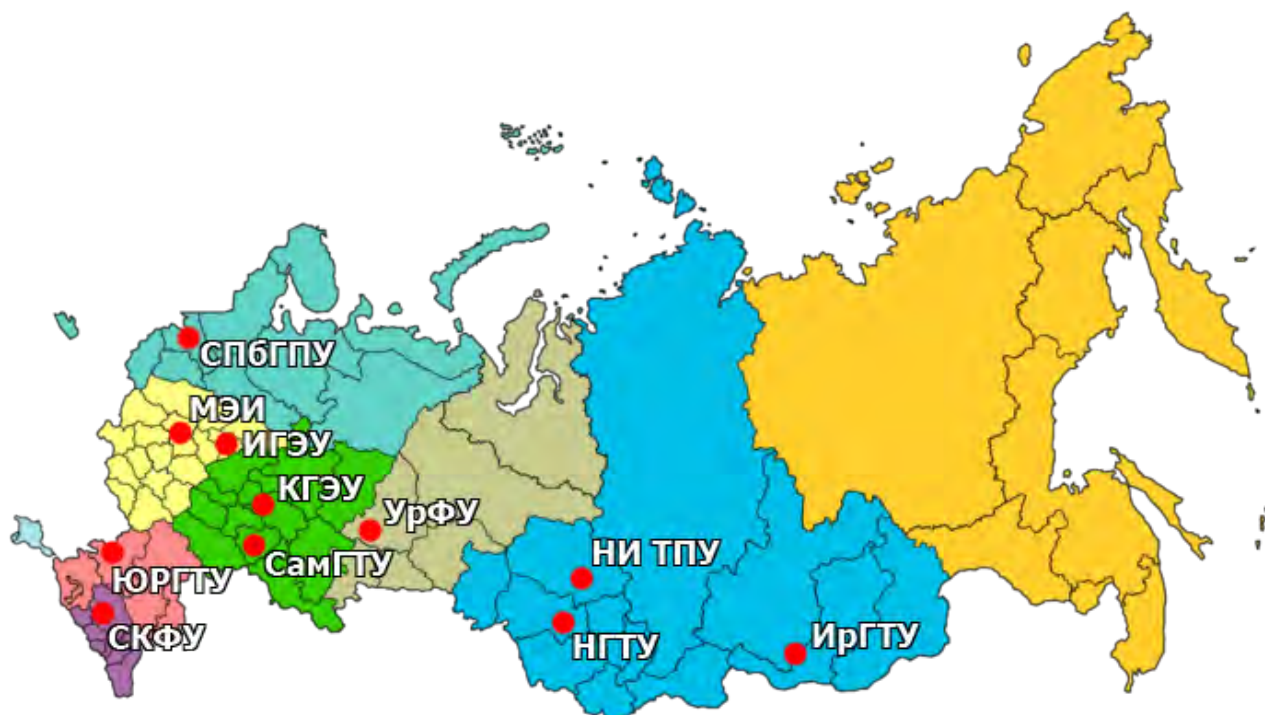 СПбГПУ
МЭИ
ИГЭУ
КГЭУ
УрФУ
СамГТУ
НИ ТПУ
ЮРГТУ
СКФУ
НГТУ
ИрГТУ